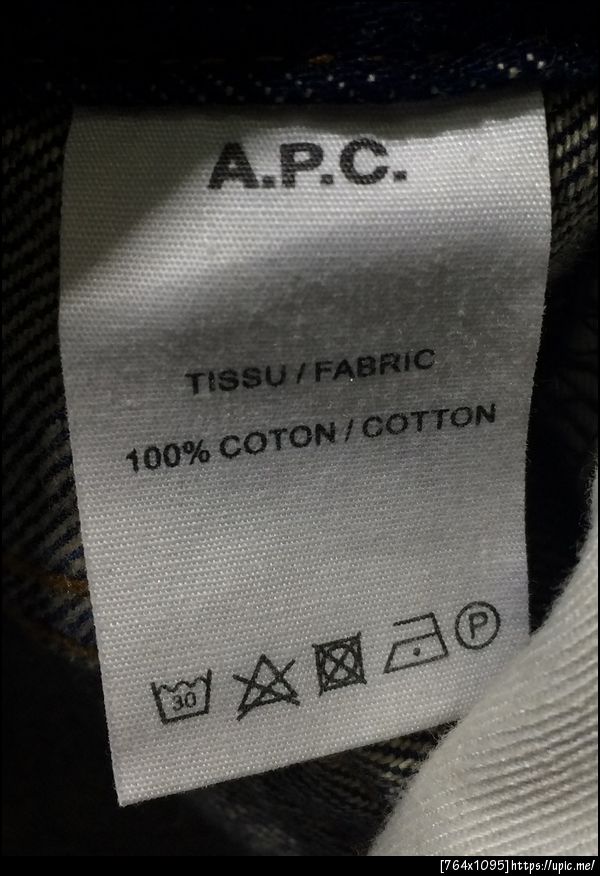 A.P.C.
TISSU / FABRIC
100% COTON / COTTON
30 P
[764x1095]https://upic.me/